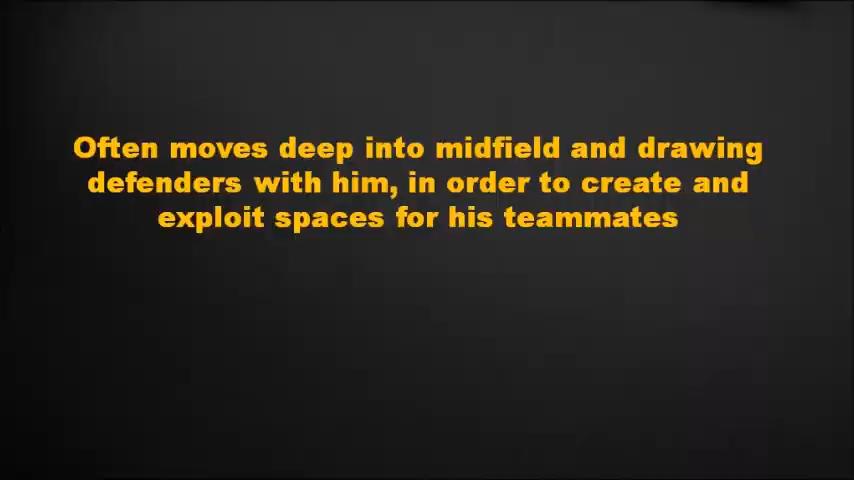 Often moves deep into midfield and drawing
defenders with him, in order to create and
exploit spaces for his teammates